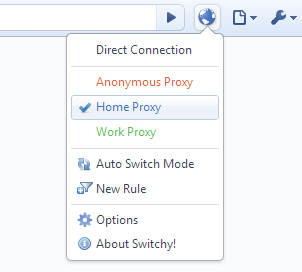 Direct Connection
Anonymous Proxy
Home Proxy
Work Proxy
Auto Switch Mode
New Rule
Options
About Switchy!